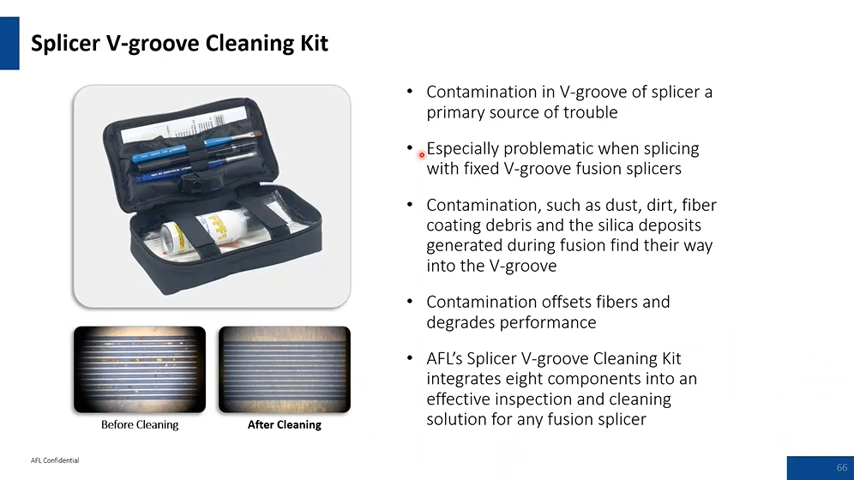 Splicer V-groove Cleaning Kit
• Contamination in V-groove of splicer a
primary source of trouble
• Especially problematic when splicing
with fixed V-groove fusion splicers
• Contamination, such as dust, dirt, fiber
coating debris and the silica deposits
generated during fusion find their way
into the V-groove
• Contamination offsets fibers and
degrades performance
• AFL’s Splicer V-groove Cleaning Kit
integrates eight components into an
effective inspection and cleaning
solution for any fusion splicer
Before Cleaning
After Cleaning
AFL Confidential
66